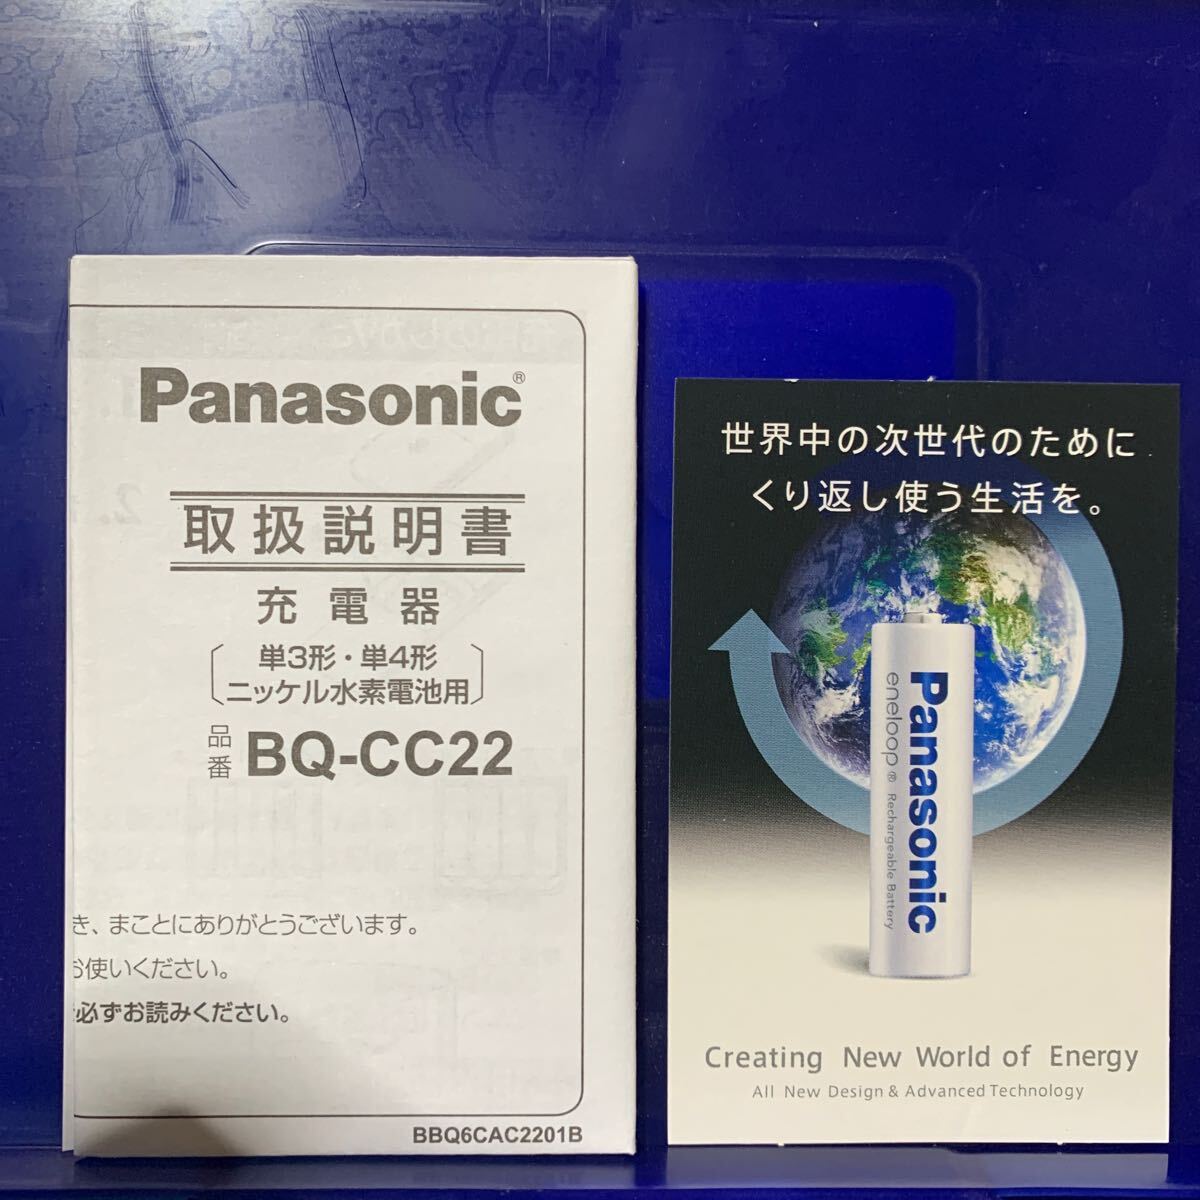 Panasonic®
取扱説明書
充電器
単3形・単4形
ニッケル水素電池用
品番 BQ-CC22
き、まことにありがとうございます。
お使いください。
必ずお読みください。
BBQ6CAC2201B
世界中の次世代のために
くり返し使う生活を。
Panasonic
eneloop® Rechargeable Battery
Creating New World of Energy
All New Design & Advanced Technology